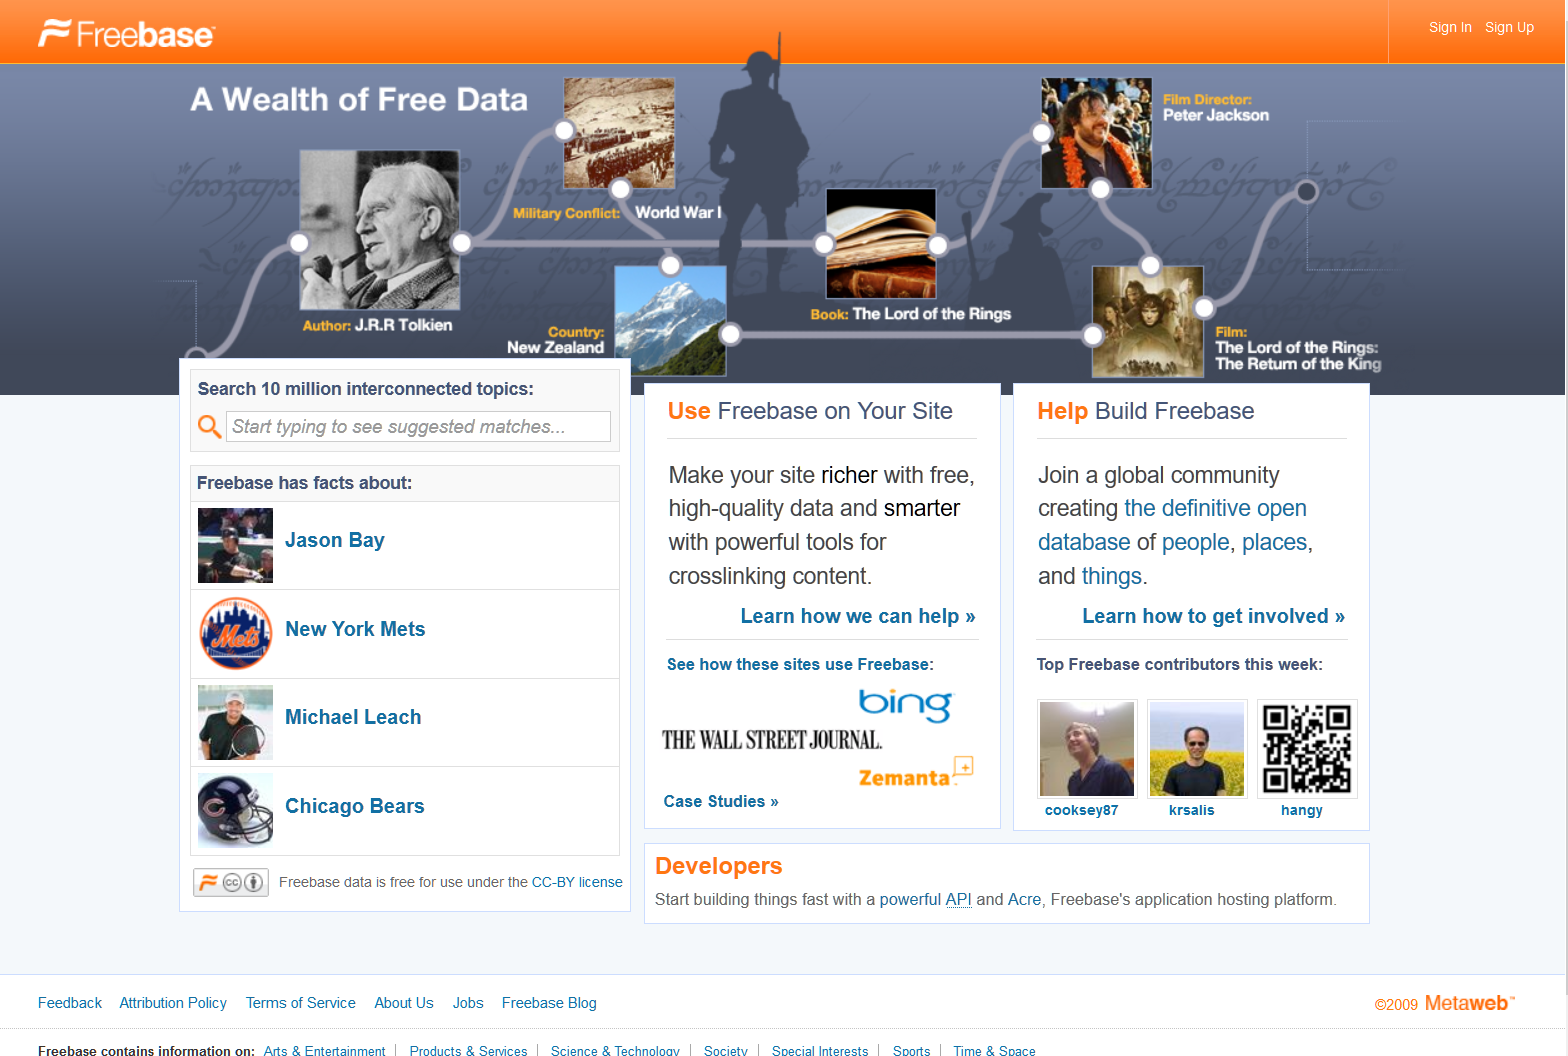 Freebase
Sign In Sign Up
A Wealth of Free Data
Film Director:
Peter Jackson
Military Conflict: World War I
Author: J.R.R Tolkien
Book: The Lord of the Rings
Country:
New Zealand
Film:
The Lord of the Rings:
The Return of the King
Search 10 million interconnected topics:
Start typing to see suggested matches...
Freebase has facts about:
Jason Bay
New York Mets
Mets
Michael Leach
Chicago Bears
Freebase data is free for use under the CC-BY license
Use Freebase on Your Site
Make your site richer with free,
high-quality data and smarter
with powerful tools for
crosslinking content.
Learn how we can help »
See how these sites use Freebase:
bing
THE WALL STREET JOURNAL.
Zemanta
Case Studies »
Help Build Freebase
Join a global community
creating the definitive open
database of people, places,
and things.
Learn how to get involved »
Top Freebase contributors this week:
cooksey87 krsalis hangy
Developers
Start building things fast with a powerful API and Acre, Freebase's application hosting platform.
Feedback Attribution Policy Terms of Service About Us Jobs Freebase Blog
©2009 Metaweb™
Freebase contains information on: Arts & Entertainment Products & Services Science & Technology Society Special Interests Sports Time & Space